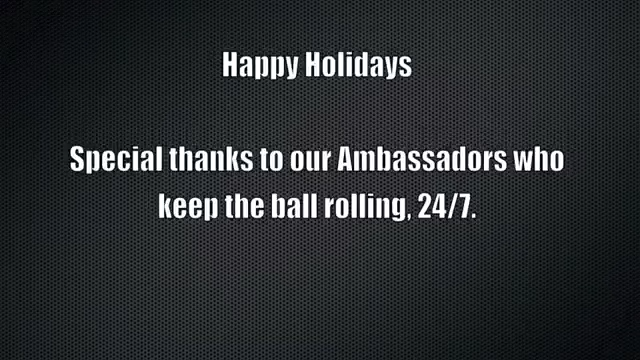 Happy Holidays
Special thanks to our Ambassadors who
keep the ball rolling, 24/7.